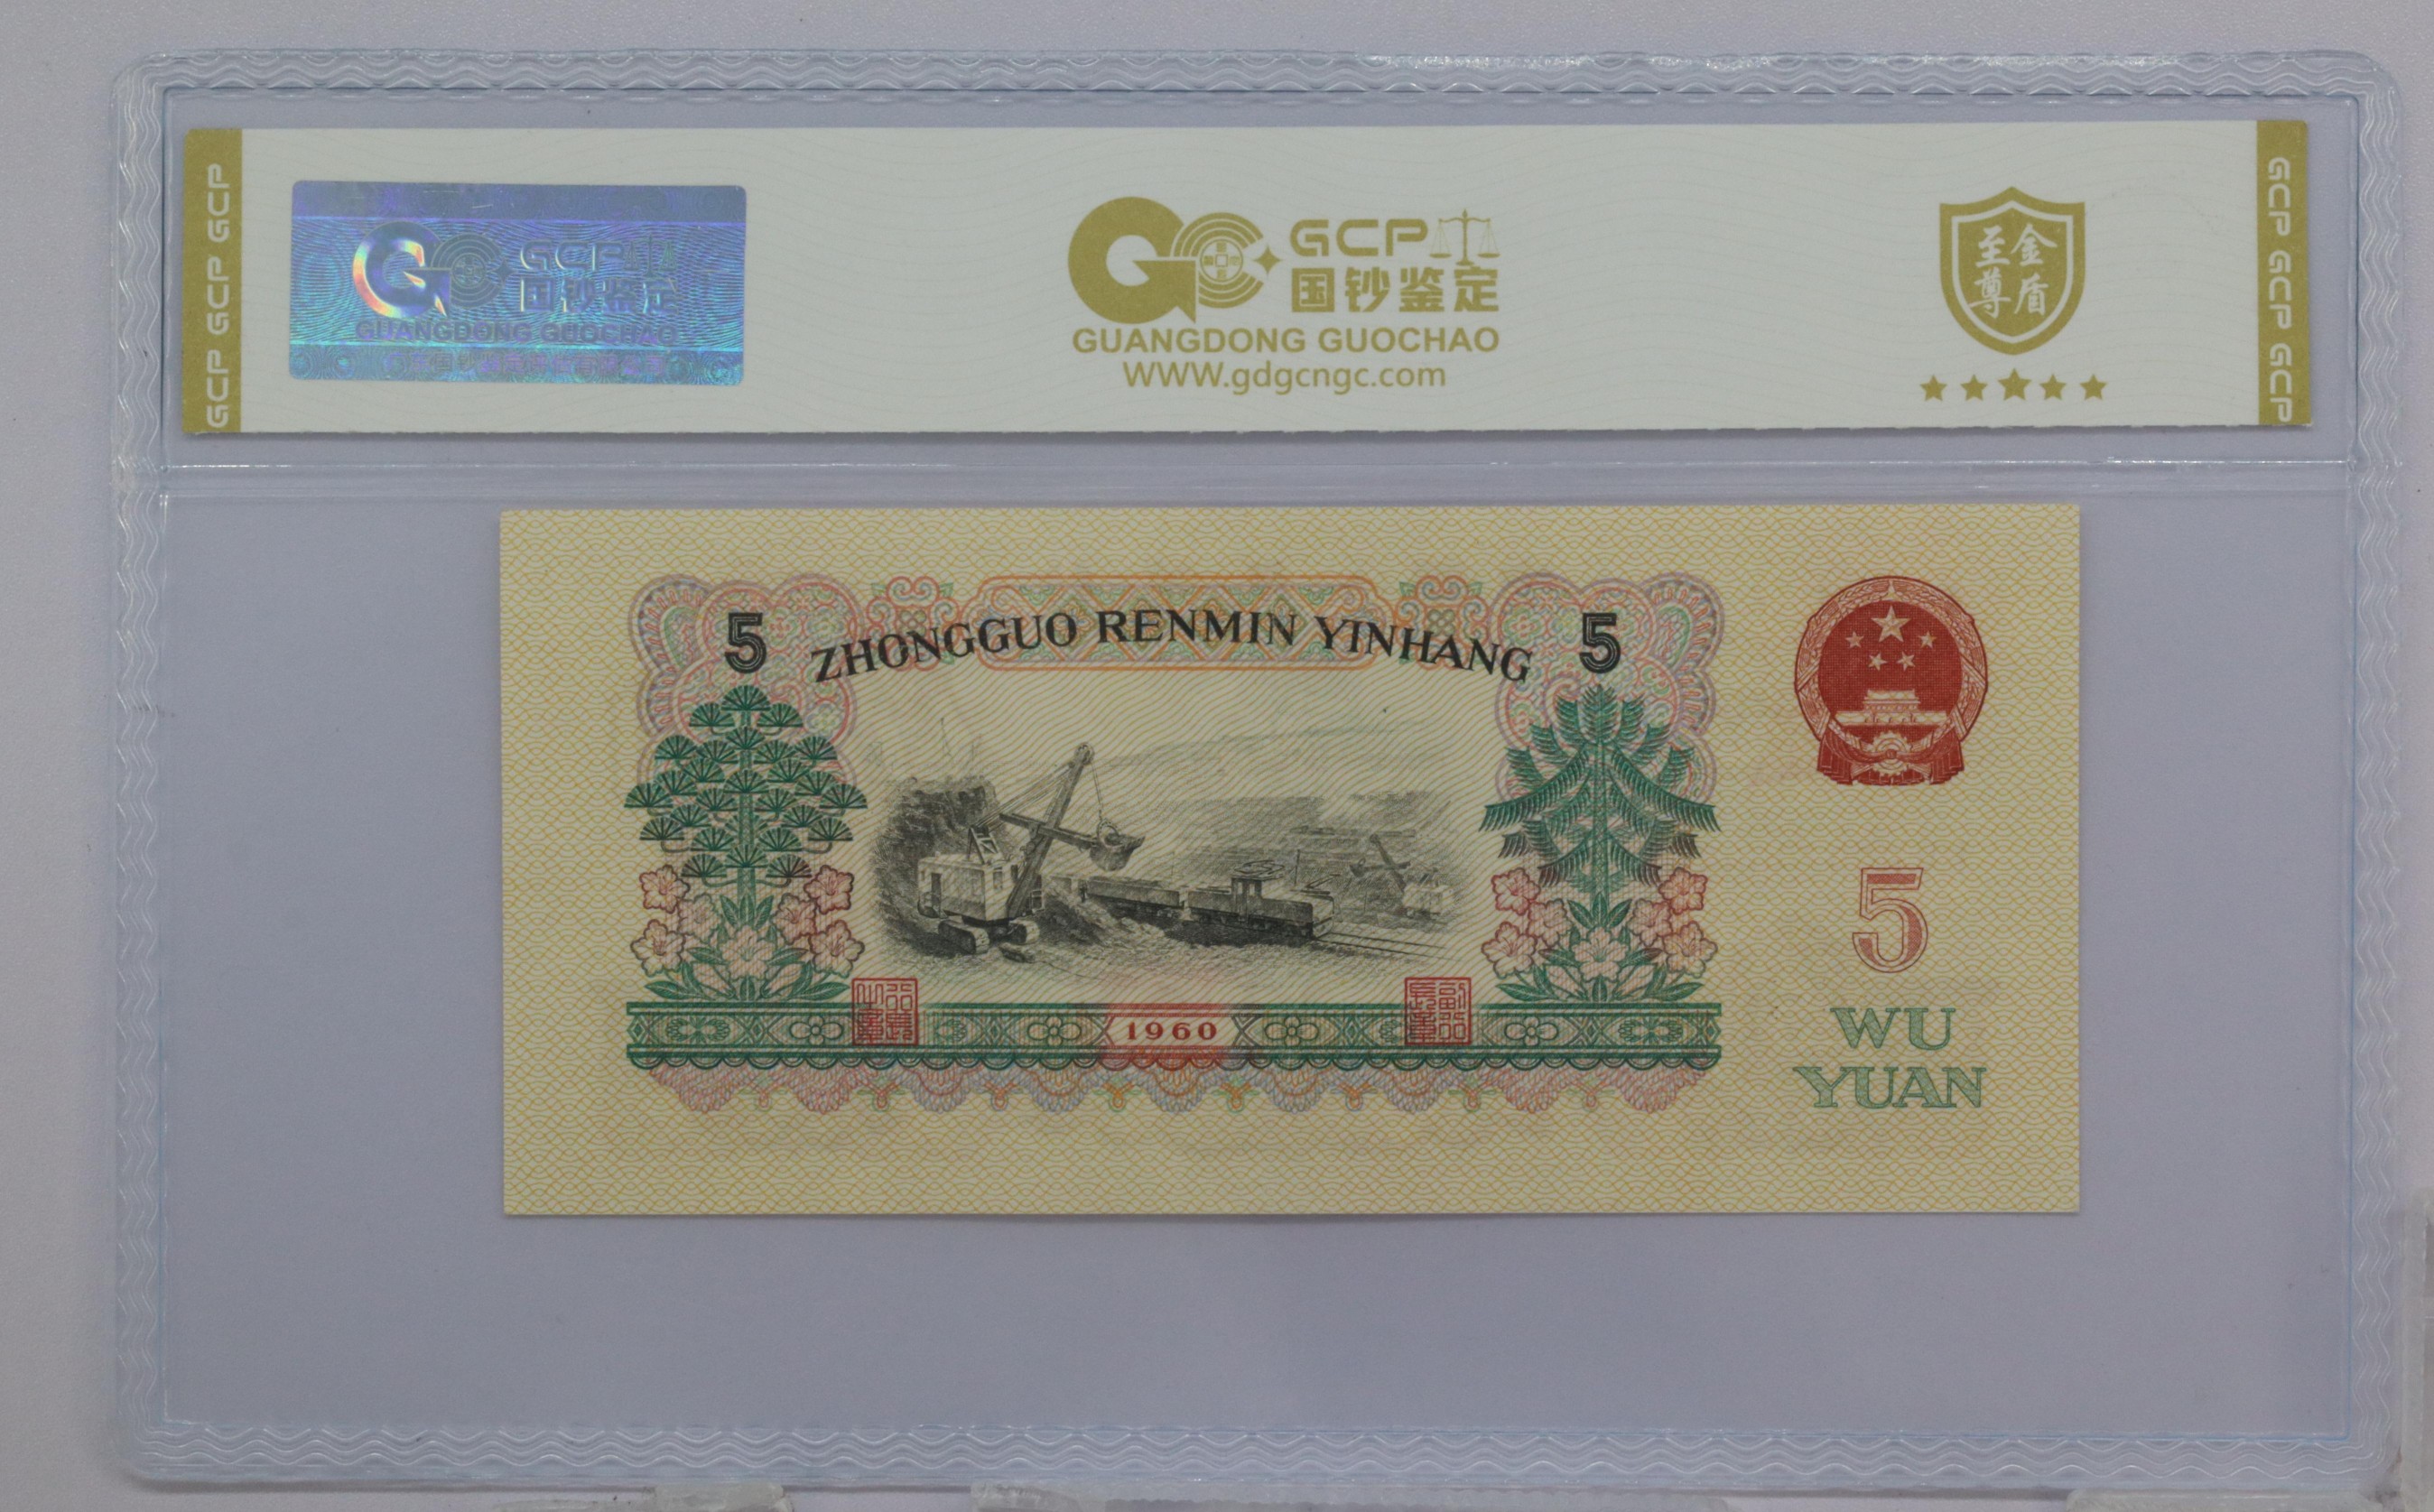 GCP GCP GCP
GCP
国钞鉴定
GUANGDONG GUOCHAO
GCP
国钞鉴定
GUANGDONG GUOCHAO
WWW.gdgcngc.com
至尊
金盾
GCP GCP GCP
5 ZHONGGUO RENMIN YINHANG 5
5
WU
YUAN
1960